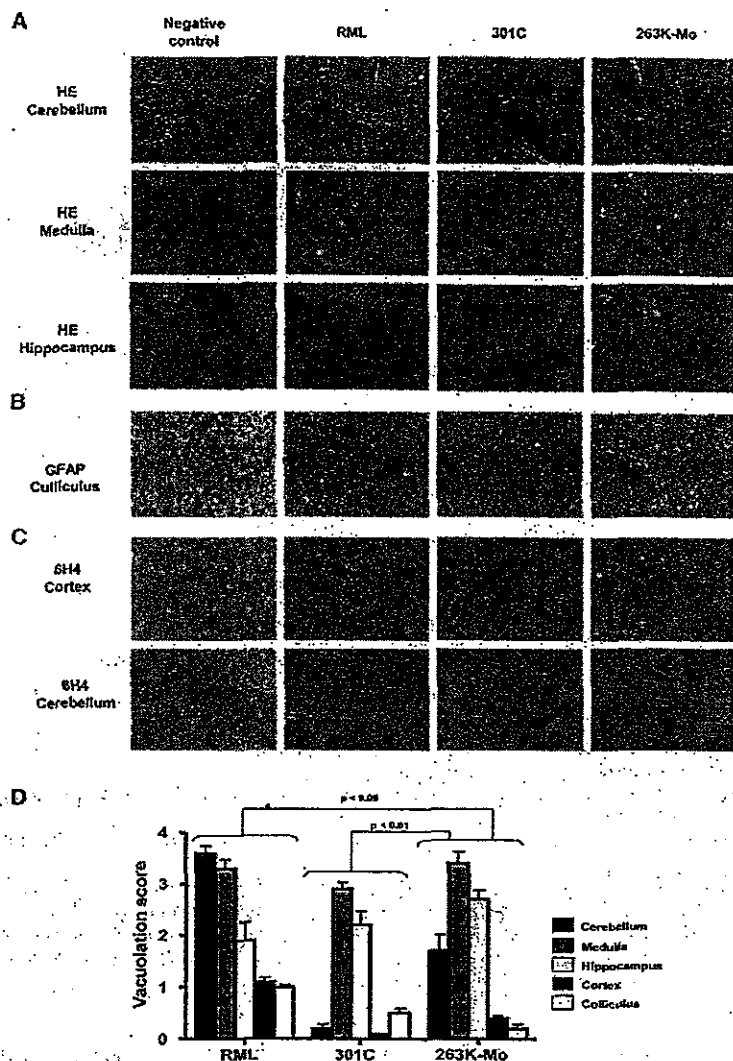 A
Negative control
RML
301C
263K-Mo
HE Cerebellum
HE Medulla
HE Hippocampus
B
GFAP Culliculus
C
6H4 Cortex
6H4 Cerebellum
D
p < 0.05
p < 0.01
Vacuolation score
4
3
2
1
0
RML
301C
263K-Mo
Cerebellum
Medulla
Hippocampus
Cortex
Colliculus